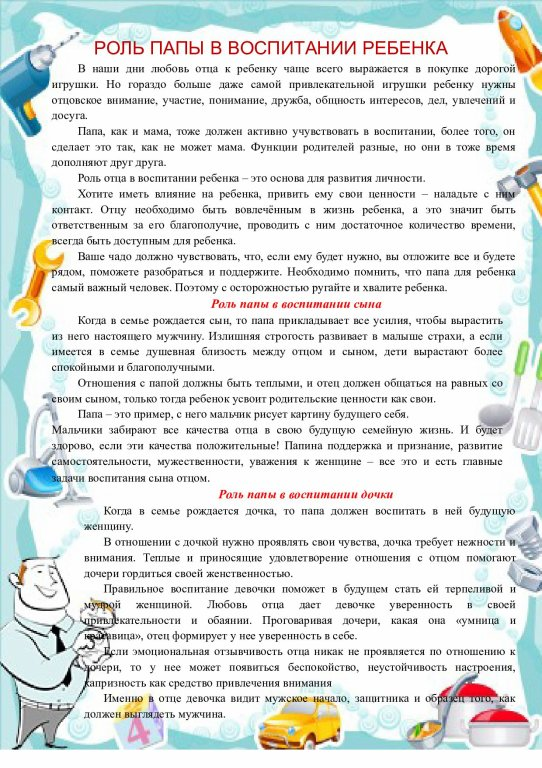 РОЛЬ ПАПЫ В ВОСПИТАНИИ РЕБЕНКА
В наши дни любовь отца к ребенку чаще всего выражается в покупке дорогой
игрушки. Но гораздо больше даже самой привлекательной игрушки ребенку нужны
отцовское внимание, участие, понимание, дружба, общность интересов, дел, увлечений и
досуга.
Папа, как и мама, тоже должен активно учувствовать в воспитании, более того, он
сделает это так, как не может мама. Функции родителей разные, но они в тоже время
дополняют друг друга.
Роль отца в воспитании ребенка – это основа для развития личности.
Хотите иметь влияние на ребенка, привить ему свои ценности – наладьте с ним
контакт. Отцу необходимо быть вовлечённым в жизнь ребенка, а это значит быть
ответственным за его благополучие, проводить с ним достаточное количество времени,
всегда быть доступным для ребенка.
Ваше чадо должно чувствовать, что, если ему будет нужно, вы отложите все и будете
рядом, поможете разобраться и поддержите. Необходимо помнить, что папа для ребенка
самый важный человек. Поэтому с осторожностью ругайте и хвалите ребенка.
Роль папы в воспитании сына
Когда в семье рождается сын, то папа прикладывает все усилия, чтобы вырастить
из него настоящего мужчину. Излишняя строгость развивает в малыше страхи, а если
имеется в семье душевная близость между отцом и сыном, дети вырастают более
спокойными и благополучными.
Отношения с папой должны быть теплыми, и отец должен общаться на равных со
своим сыном, только тогда ребенок усвоит родительские ценности как свои.
Папа – это пример, с него мальчик рисует картину будущего себя.
Мальчики забирают все качества отца в свою будущую семейную жизнь. И будет
здорово, если эти качества положительные! Папина поддержка и признание, развитие
самостоятельности, мужественности, уважения к женщине – все это и есть главные
задачи воспитания сына отцом.
Роль папы в воспитании дочки
Когда в семье рождается дочка, то папа должен воспитать в ней будущую
женщину.
В отношении с дочкой нужно проявлять свои чувства, дочка требует нежности и
внимания. Теплые и приносящие удовлетворение отношения с отцом помогают
дочери гордиться своей женственностью.
Правильное воспитание девочки поможет в будущем стать ей терпеливой и
мудрой женщиной. Любовь отца дает девочке уверенность в своей
привлекательности и обаянии. Проговаривая дочери, какая она «умница и
красавица», отец формирует у нее уверенность в себе.
Если эмоциональная отзывчивость отца никак не проявляется по отношению к
дочери, то у нее может появиться беспокойство, неустойчивость настроения,
капризность как средство привлечения внимания
Именно в отце девочка видит мужское начало, защитника и образец того, как
должен выглядеть мужчина.
4